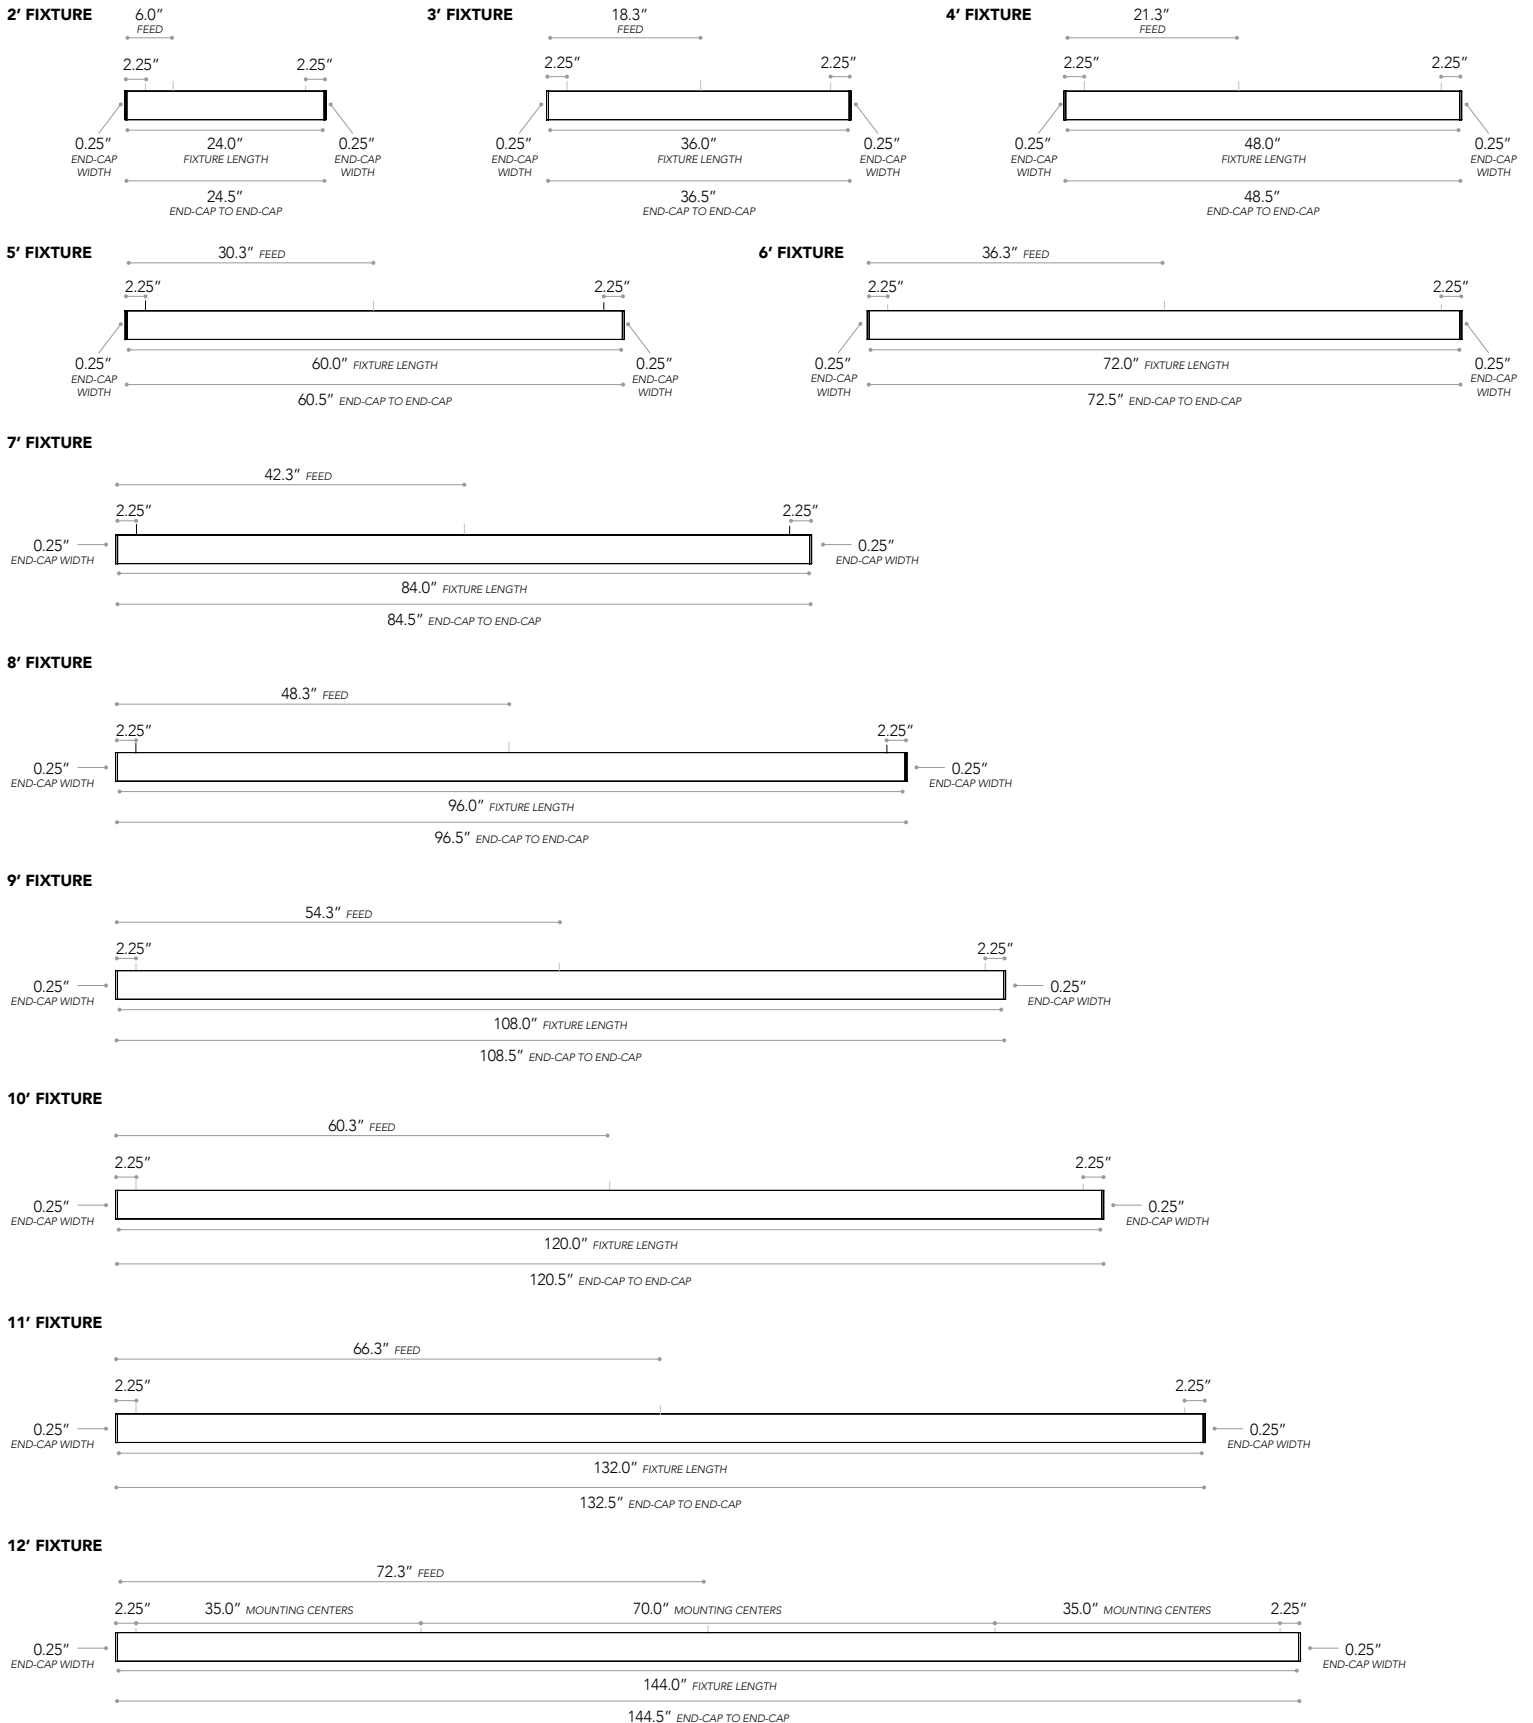 2’ FIXTURE
6.0”
FEED
2.25”
2.25”
0.25”
END-CAP
WIDTH
24.0”
FIXTURE LENGTH
0.25”
END-CAP
WIDTH
24.5”
END-CAP TO END-CAP
3’ FIXTURE
18.3”
FEED
2.25”
2.25”
0.25”
END-CAP
WIDTH
36.0”
FIXTURE LENGTH
0.25”
END-CAP
WIDTH
36.5”
END-CAP TO END-CAP
4’ FIXTURE
21.3”
FEED
2.25”
2.25”
0.25”
END-CAP
WIDTH
48.0”
FIXTURE LENGTH
0.25”
END-CAP
WIDTH
48.5”
END-CAP TO END-CAP
5’ FIXTURE
30.3” FEED
2.25”
2.25”
0.25”
END-CAP
WIDTH
60.0” FIXTURE LENGTH
0.25”
END-CAP
WIDTH
60.5” END-CAP TO END-CAP
6’ FIXTURE
36.3” FEED
2.25”
2.25”
0.25”
END-CAP
WIDTH
72.0” FIXTURE LENGTH
0.25”
END-CAP
WIDTH
72.5” END-CAP TO END-CAP
7’ FIXTURE
42.3” FEED
2.25”
2.25”
0.25”
END-CAP WIDTH
0.25”
END-CAP WIDTH
84.0” FIXTURE LENGTH
84.5” END-CAP TO END-CAP
8’ FIXTURE
48.3” FEED
2.25”
2.25”
0.25”
END-CAP WIDTH
0.25”
END-CAP WIDTH
96.0” FIXTURE LENGTH
96.5” END-CAP TO END-CAP
9’ FIXTURE
54.3” FEED
2.25”
2.25”
0.25”
END-CAP WIDTH
0.25”
END-CAP WIDTH
108.0” FIXTURE LENGTH
108.5” END-CAP TO END-CAP
10’ FIXTURE
60.3” FEED
2.25”
2.25”
0.25”
END-CAP WIDTH
0.25”
END-CAP WIDTH
120.0” FIXTURE LENGTH
120.5” END-CAP TO END-CAP
11’ FIXTURE
66.3” FEED
2.25”
2.25”
0.25”
END-CAP WIDTH
0.25”
END-CAP WIDTH
132.0” FIXTURE LENGTH
132.5” END-CAP TO END-CAP
12’ FIXTURE
72.3” FEED
2.25”
35.0” MOUNTING CENTERS
70.0” MOUNTING CENTERS
35.0” MOUNTING CENTERS
2.25”
0.25”
END-CAP WIDTH
0.25”
END-CAP WIDTH
144.0” FIXTURE LENGTH
144.5” END-CAP TO END-CAP